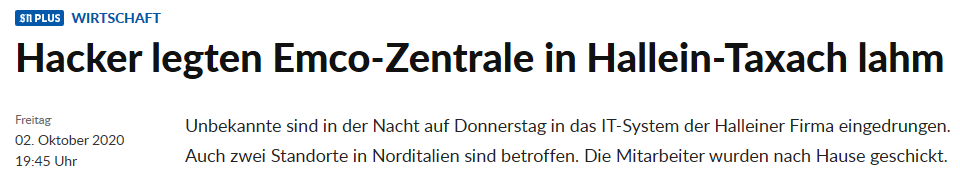 SN PLUS WIRTSCHAFT
Hacker legten Emco-Zentrale in Hallein-Taxach lahm
Freitag
02. Oktober 2020
19:45 Uhr
Unbekannte sind in der Nacht auf Donnerstag in das IT-System der Halleiner Firma eingedrungen.
Auch zwei Standorte in Norditalien sind betroffen. Die Mitarbeiter wurden nach Hause geschickt.